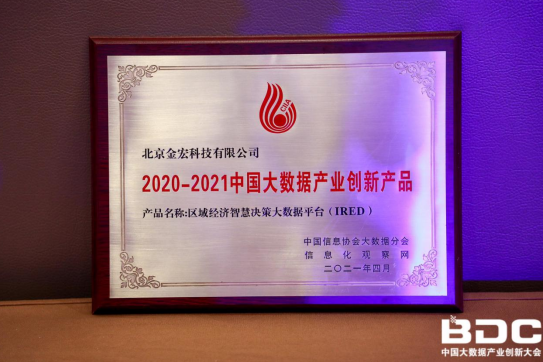 CIIA
北京金宏科技有限公司
2020-2021中国大数据产业创新产品
产品名称:区域经济智慧决策大数据平台（IRED）
中国信息协会大数据分会
信息化观察网
二〇二一年四月
BDC
中国大数据产业创新大会